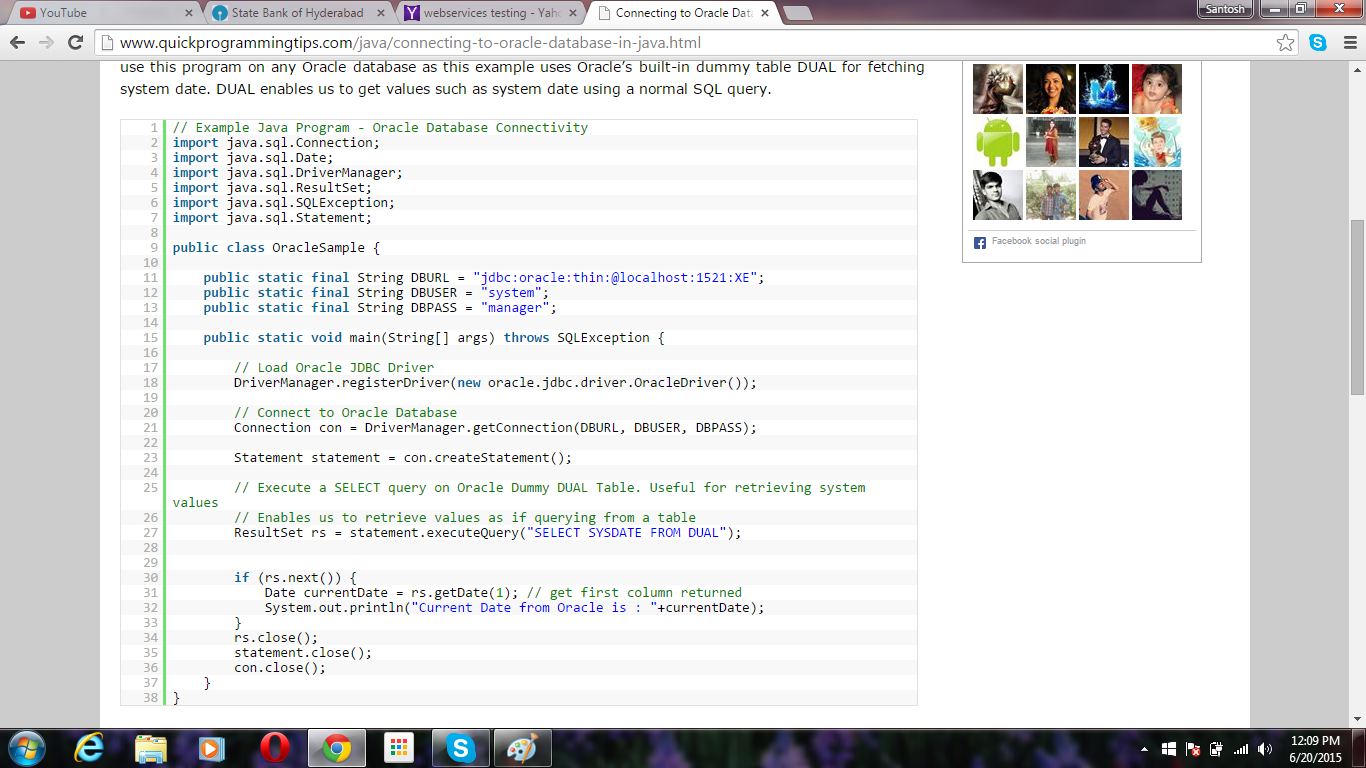 YouTube
State Bank of Hyderabad
webservices testing - Yah
Connecting to Oracle Dat
Santosh
www.quickprogrammingtips.com/java/connecting-to-oracle-database-in-java.html
use this program on any Oracle database as this example uses Oracle’s built-in dummy table DUAL for fetching
system date. DUAL enables us to get values such as system date using a normal SQL query.
1 // Example Java Program - Oracle Database Connectivity
2 import java.sql.Connection;
3 import java.sql.Date;
4 import java.sql.DriverManager;
5 import java.sql.ResultSet;
6 import java.sql.SQLException;
7 import java.sql.Statement;
8
9 public class OracleSample {
10
11 public static final String DBURL = "jdbc:oracle:thin:@localhost:1521:XE";
12 public static final String DBUSER = "system";
13 public static final String DBPASS = "manager";
14
15 public static void main(String[] args) throws SQLException {
16
17 // Load Oracle JDBC Driver
18 DriverManager.registerDriver(new oracle.jdbc.driver.OracleDriver());
19
20 // Connect to Oracle Database
21 Connection con = DriverManager.getConnection(DBURL, DBUSER, DBPASS);
22
23 Statement statement = con.createStatement();
24
25 // Execute a SELECT query on Oracle Dummy DUAL Table. Useful for retrieving system
values
26 // Enables us to retrieve values as if querying from a table
27 ResultSet rs = statement.executeQuery("SELECT SYSDATE FROM DUAL");
28
29
30 if (rs.next()) {
31 Date currentDate = rs.getDate(1); // get first column returned
32 System.out.println("Current Date from Oracle is : "+currentDate);
33 }
34 rs.close();
35 statement.close();
36 con.close();
37 }
38 }
Facebook social plugin
12:09 PM
6/20/2015